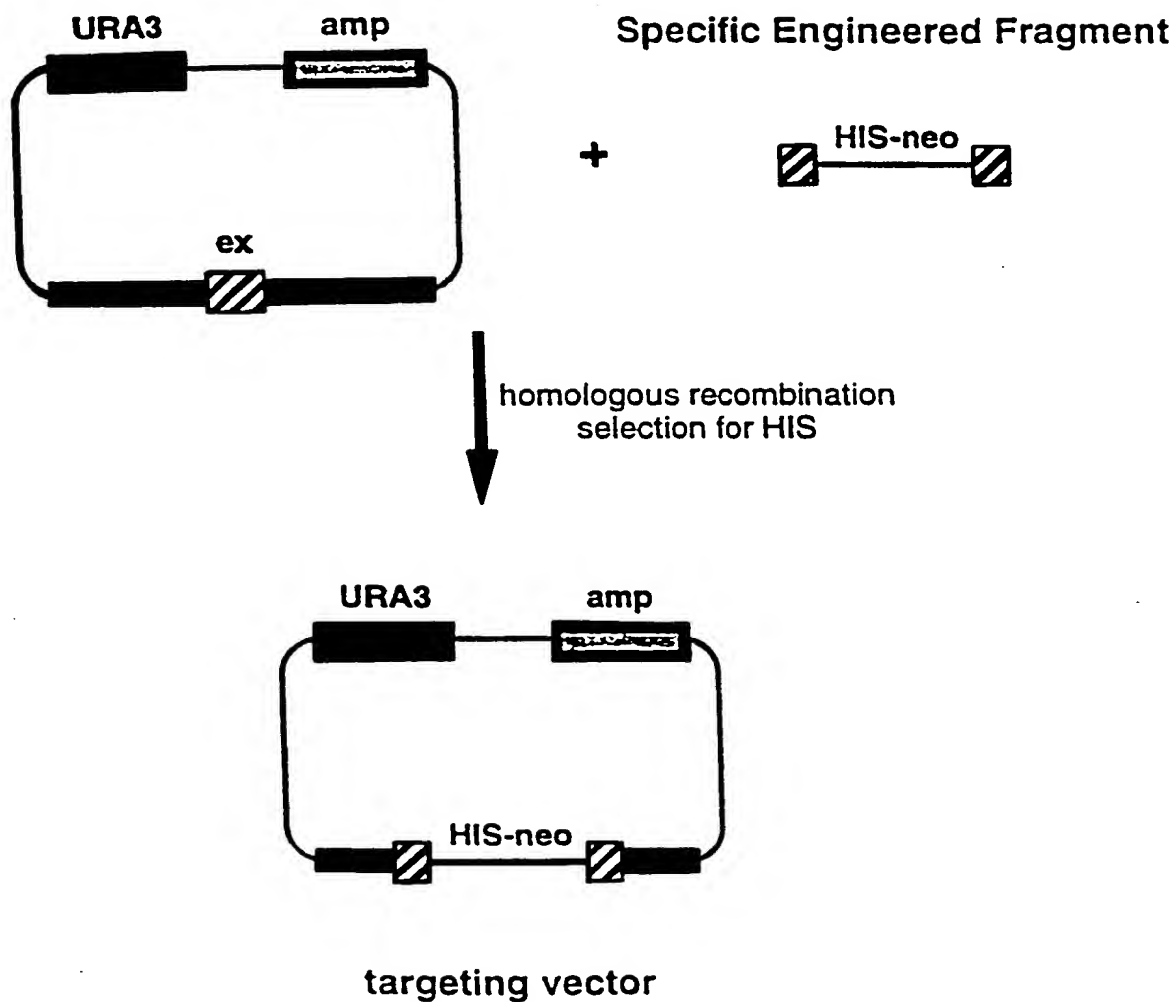 URA3
amp
Specific Engineered Fragment
+
HIS-neo
ex
homologous recombination
selection for HIS
URA3
amp
HIS-neo
targeting vector